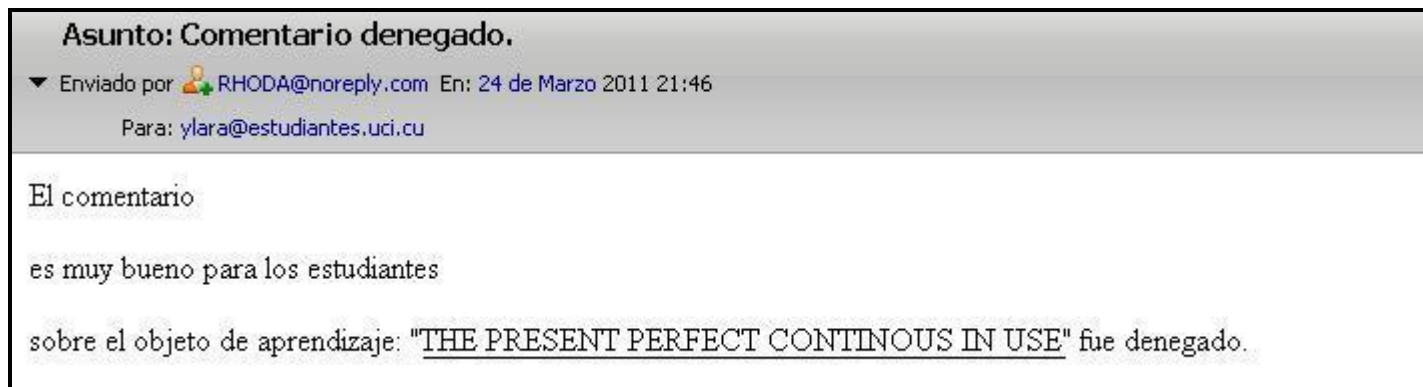 Asunto: Comentario denegado.
Enviado por RHODA@noreply.com En: 24 de Marzo 2011 21:46
Para: ylara@estudiantes.uci.cu
El comentario
es muy bueno para los estudiantes
sobre el objeto de aprendizaje: "THE PRESENT PERFECT CONTINOUS IN USE" fue denegado.